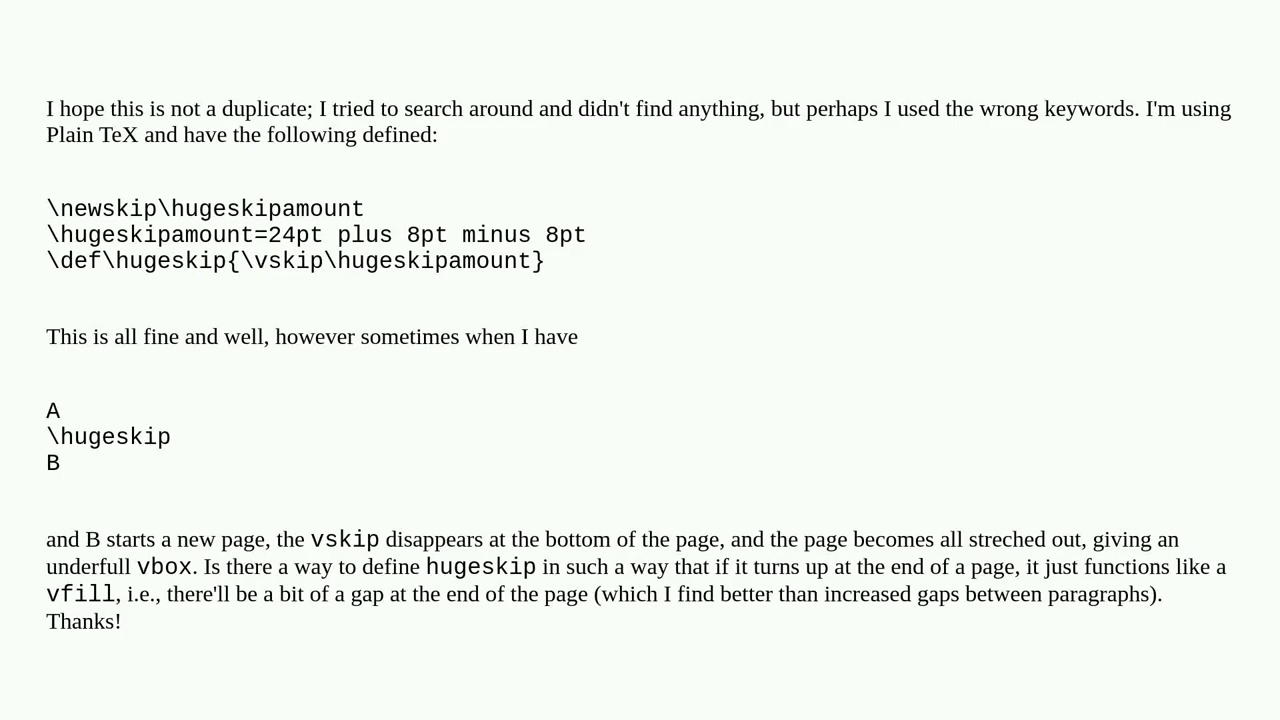 I hope this is not a duplicate; I tried to search around and didn't find anything, but perhaps I used the wrong keywords. I'm using
Plain TeX and have the following defined:
\newskip\hugeskipamount
\hugeskipamount=24pt plus 8pt minus 8pt
\def\hugeskip{\vskip\hugeskipamount}
This is all fine and well, however sometimes when I have
A
\hugeskip
B
and B starts a new page, the vskip disappears at the bottom of the page, and the page becomes all streched out, giving an
underfull vbox. Is there a way to define hugeskip in such a way that if it turns up at the end of a page, it just functions like a
vfill, i.e., there'll be a bit of a gap at the end of the page (which I find better than increased gaps between paragraphs).
Thanks!